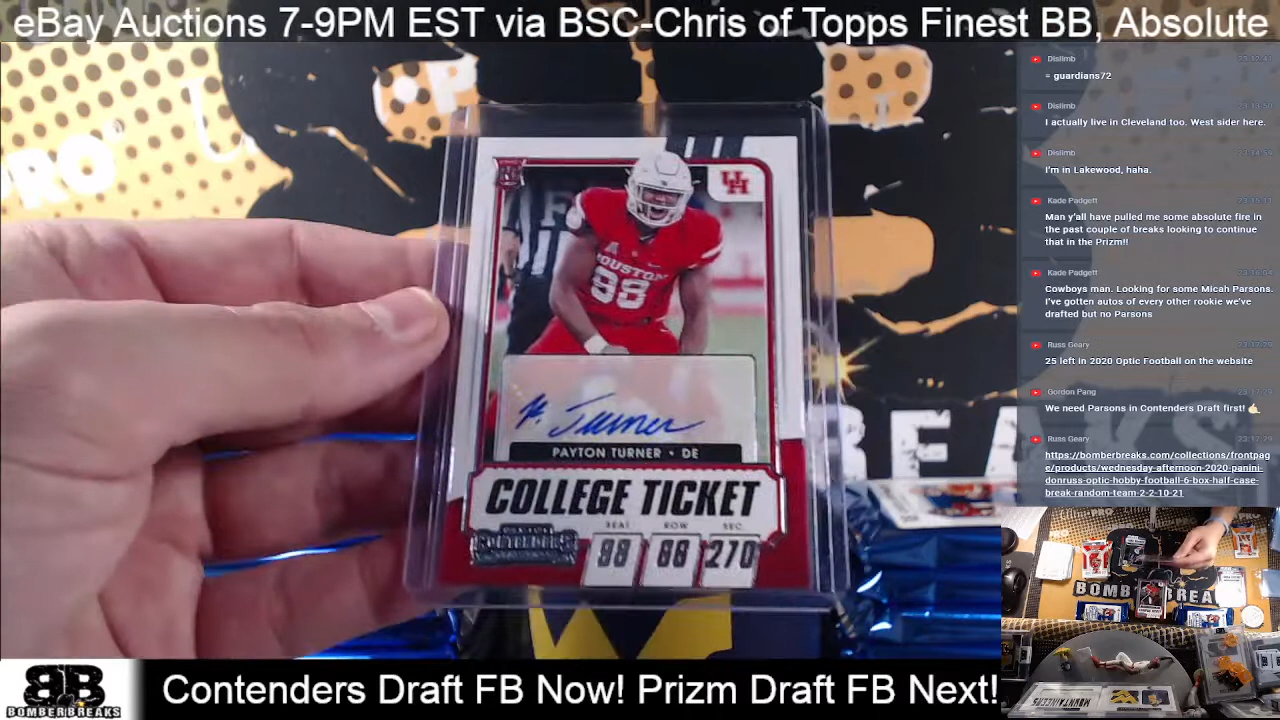 eBay Auctions 7-9PM EST via BSC-Chris of Topps Finest BB, Absolute
Dislimb
= guardians72
Dislimb
I actually live in Cleveland too. West sider here.
Dislimb
I'm in Lakewood, haha.
Kade Padgett
Man y'all have pulled me some absolute fire in
the past couple of breaks looking to continue
that in the Prizm!!
Kade Padgett
Cowboys man. Looking for some Micah Parsons.
I've gotten autos of every other rookie we've
drafted but no Parsons
Russ Geary
25 left in 2020 Optic Football on the website
Gordon Pang
We need Parsons in Contenders Draft first!
Russ Geary
https://bomberbreaks.com/collections/frontpag
e/products/wednesday-afternoon-2020-panini-
donruss-optic-hobby-football-6-box-half-case-
break-random-team-2-2-10-21
UH
HOUSTON
98
P. Turner
PAYTON TURNER • DE
COLLEGE TICKET
SEAT ROW SEC.
CONTENDERS
98 88 270
BREAKS
BOMBERBREAKS
Contenders Draft FB Now! Prizm Draft FB Next!
MOUNTAINEERS